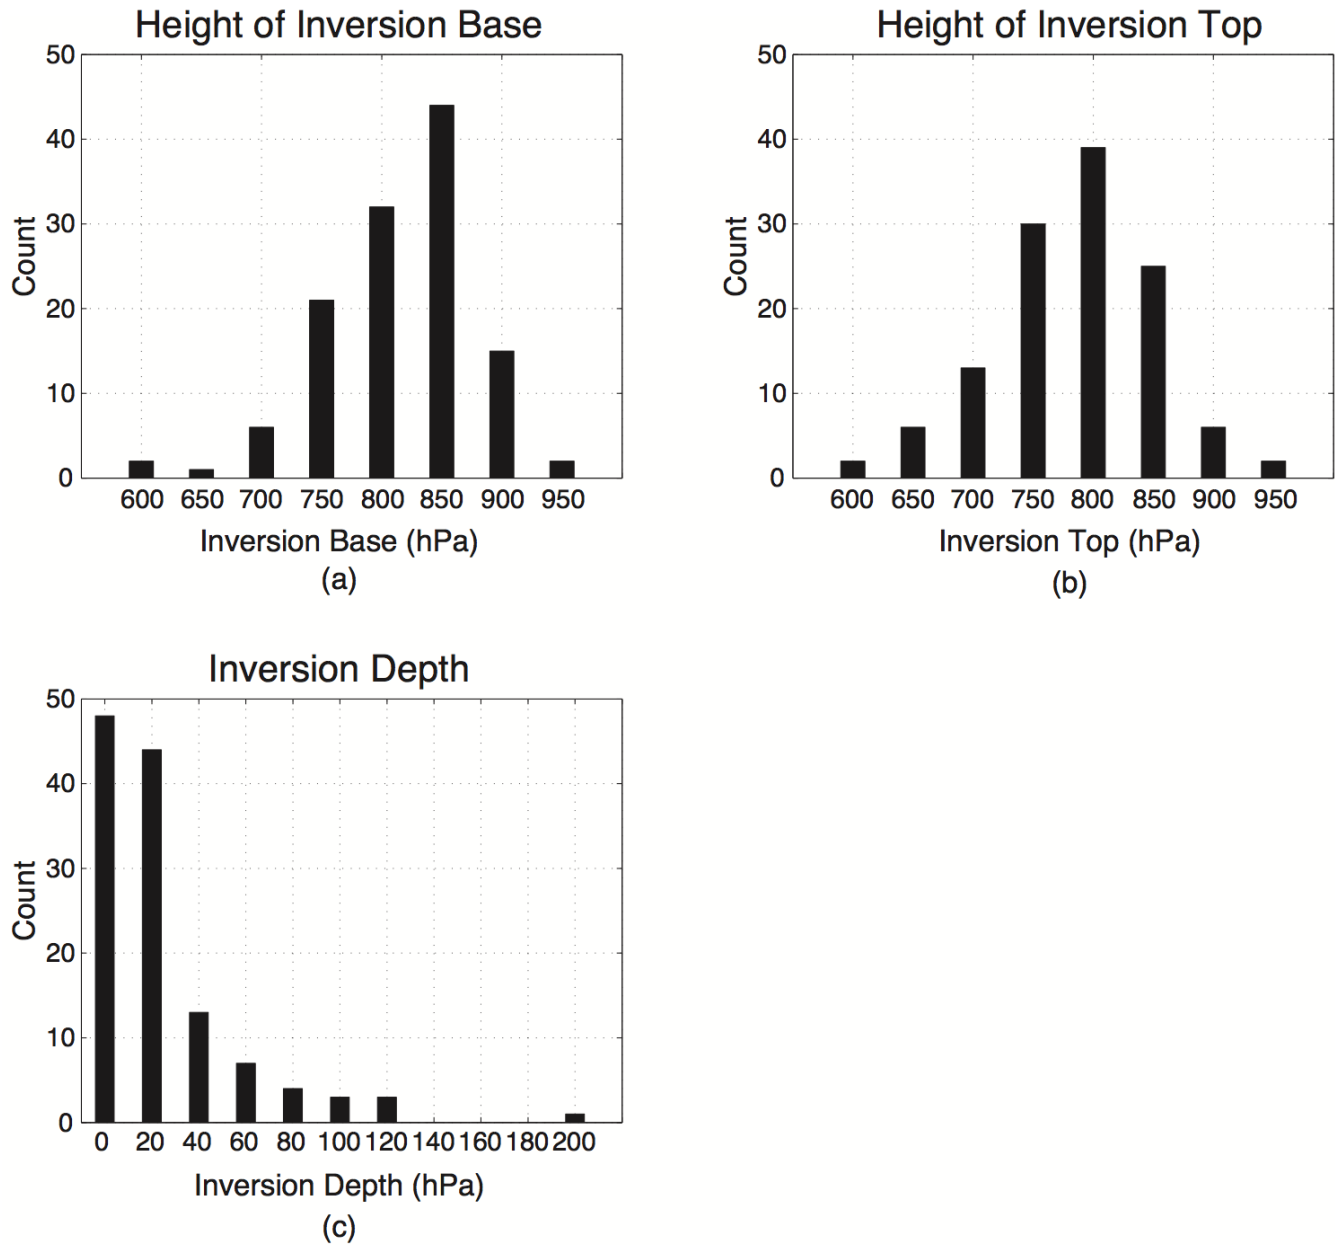 Height of Inversion Base
50
40
30
20
10
0
Count
600 650 700 750 800 850 900 950
Inversion Base (hPa)
(a)
Height of Inversion Top
50
40
30
20
10
0
Count
600 650 700 750 800 850 900 950
Inversion Top (hPa)
(b)
Inversion Depth
50
40
30
20
10
0
Count
0 20 40 60 80 100 120 140 160 180 200
Inversion Depth (hPa)
(c)